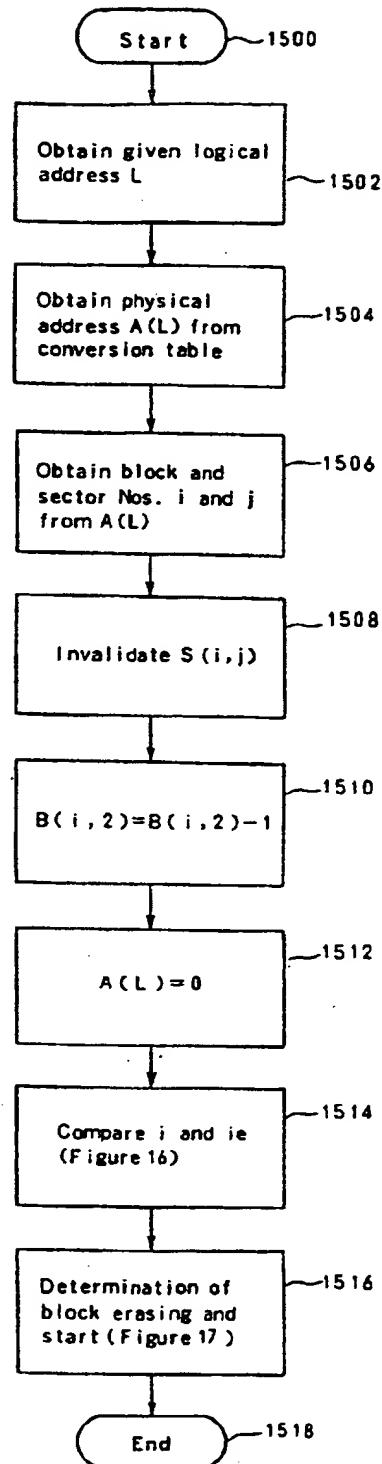 Start
1500
Obtain given logical
address L
1502
Obtain physical
address A(L) from
conversion table
1504
Obtain block and
sector Nos. i and j
from A(L)
1506
Invalidate S(i,j)
1508
B(i,2)=B(i,2)-1
1510
A(L)=0
1512
Compare i and ie
(Figure 16)
1514
Determination of
block erasing and
start (Figure 17)
1516
End
1518